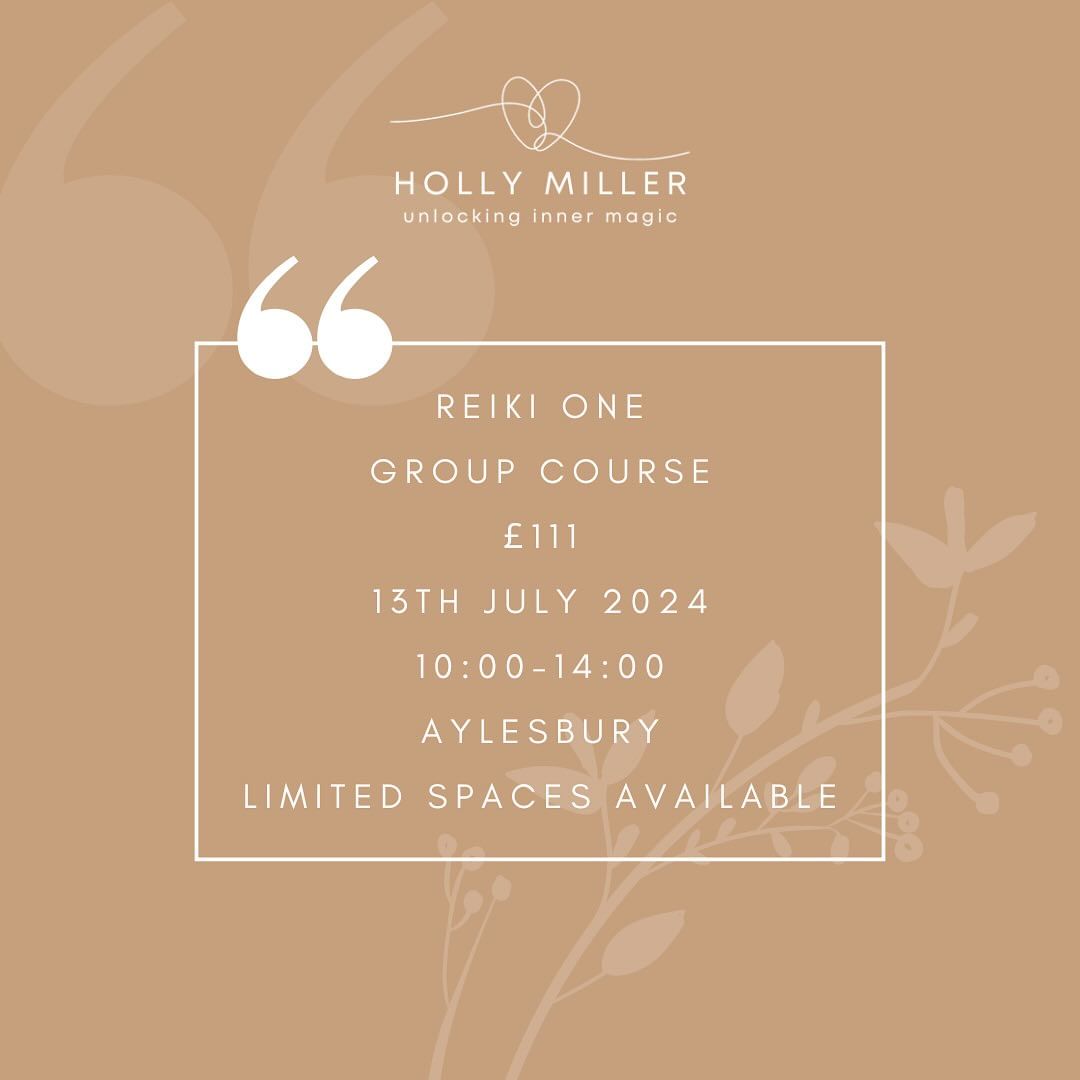 HOLLY MILLER
unlocking inner magic
“
REIKI ONE
GROUP COURSE
£111
13TH JULY 2024
10:00-14:00
AYLESBURY
LIMITED SPACES AVAILABLE